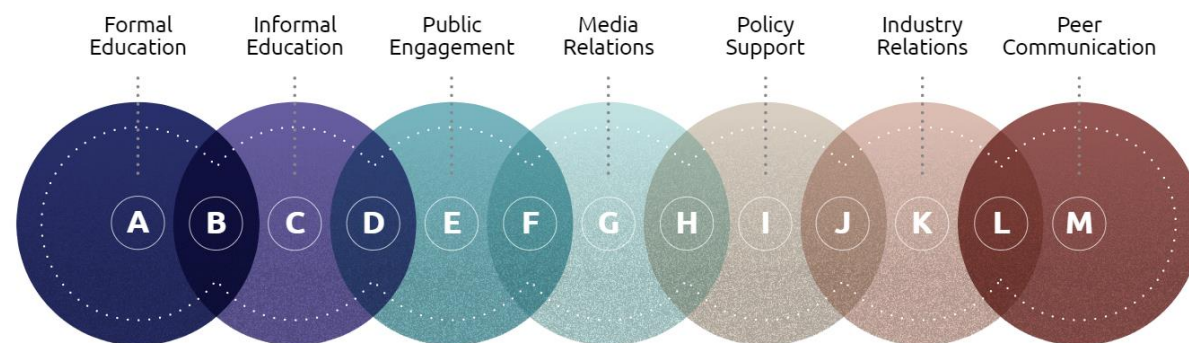 Formal
Education
Informal
Education
Public
Engagement
Media
Relations
Policy
Support
Industry
Relations
Peer
Communication
A
B
C
D
E
F
G
H
I
J
K
L
M